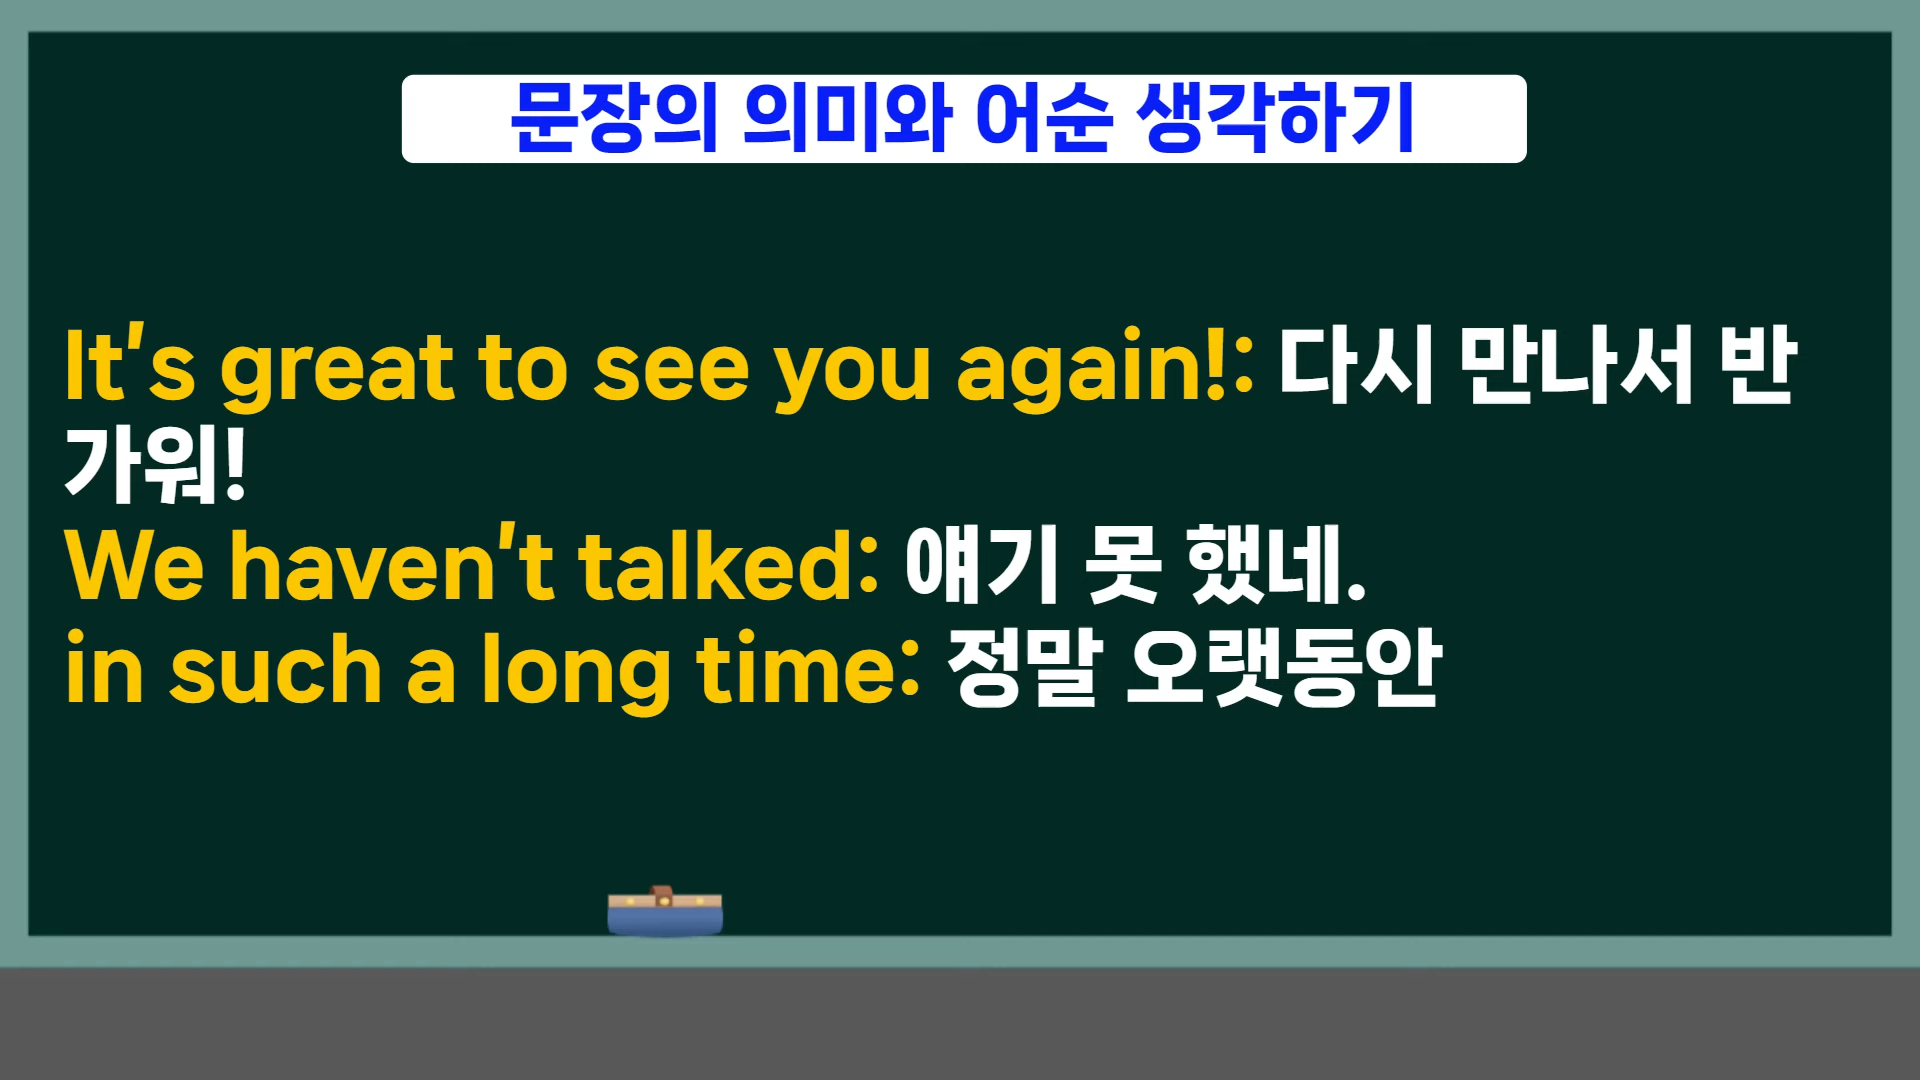 문장의 의미와 어순 생각하기
It's great to see you again!: 다시 만나서 반
가워!
We haven't talked: 얘기 못 했네.
in such a long time: 정말 오랫동안